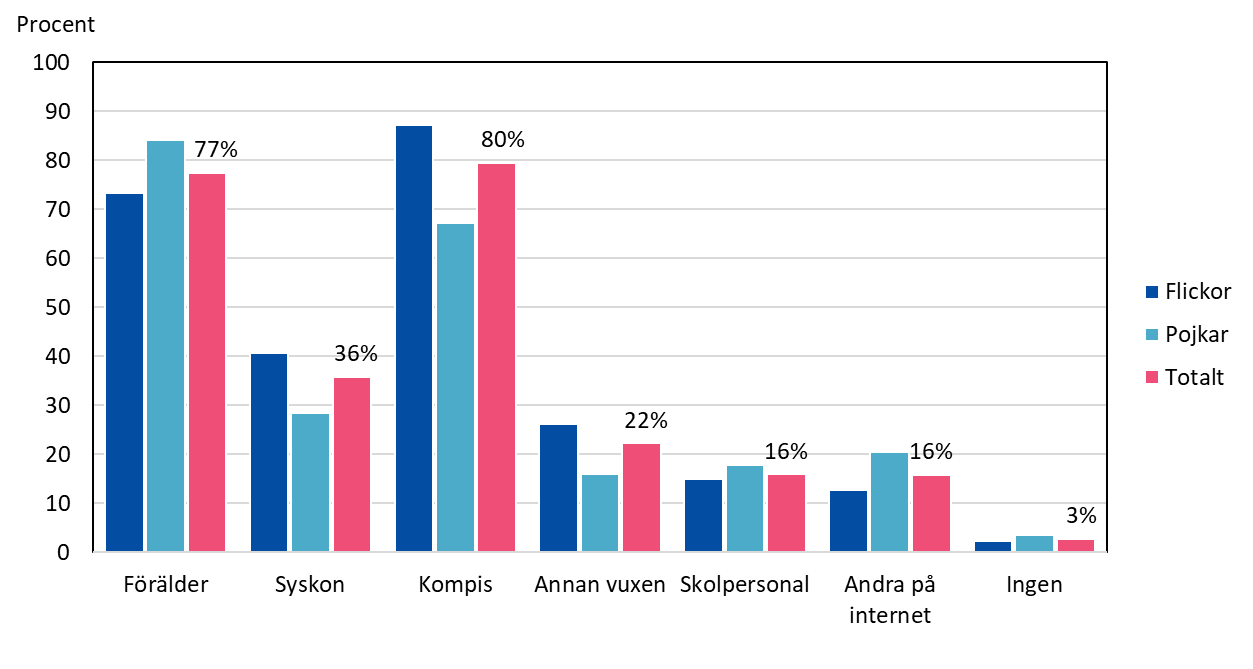 Procent
100
90
80
70
60
50
40
30
20
10
0
77%
36%
80%
22%
16%
16%
3%
Förälder
Syskon
Kompis
Annan vuxen
Skolpersonal
Andra på
internet
Ingen
Flickor
Pojkar
Totalt